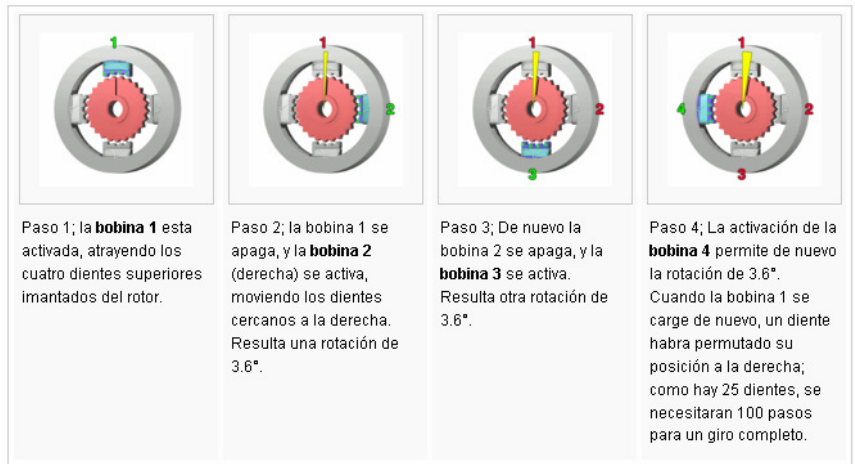 1
1
2
1
2
3
1
4
2
3
Paso 1; la bobina 1 esta
activada, atrayendo los
cuatro dientes superiores
imantados del rotor.
Paso 2; la bobina 1 se
apaga, y la bobina 2
(derecha) se activa,
moviendo los dientes
cercanos a la derecha.
Resulta una rotación de
3.6°.
Paso 3; De nuevo la
bobina 2 se apaga, y la
bobina 3 se activa.
Resulta otra rotación de
3.6°.
Paso 4; La activación de la
bobina 4 permite de nuevo
la rotación de 3.6°.
Cuando la bobina 1 se
carge de nuevo, un diente
habra permutado su
posición a la derecha;
como hay 25 dientes, se
necesitaran 100 pasos
para un giro completo.